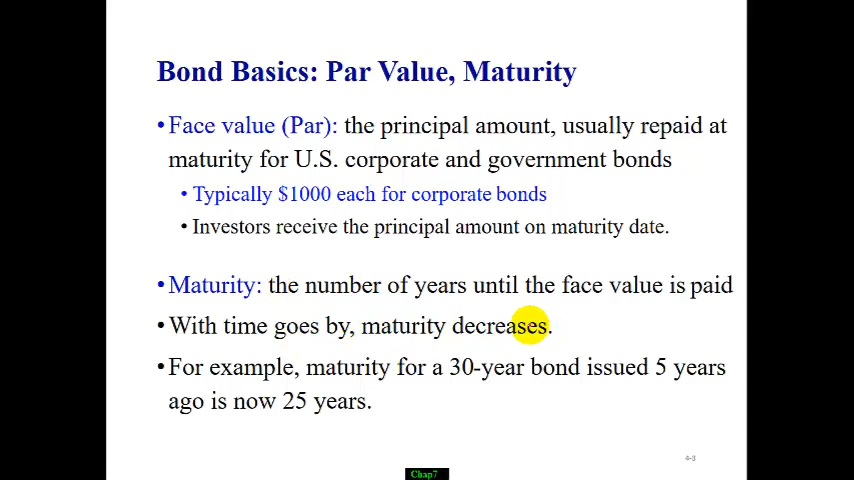 Bond Basics: Par Value, Maturity
•Face value (Par): the principal amount, usually repaid at
maturity for U.S. corporate and government bonds
• Typically $1000 each for corporate bonds
• Investors receive the principal amount on maturity date.
•Maturity: the number of years until the face value is paid
•With time goes by, maturity decreases.
•For example, maturity for a 30-year bond issued 5 years
ago is now 25 years.
4-3
Chap7